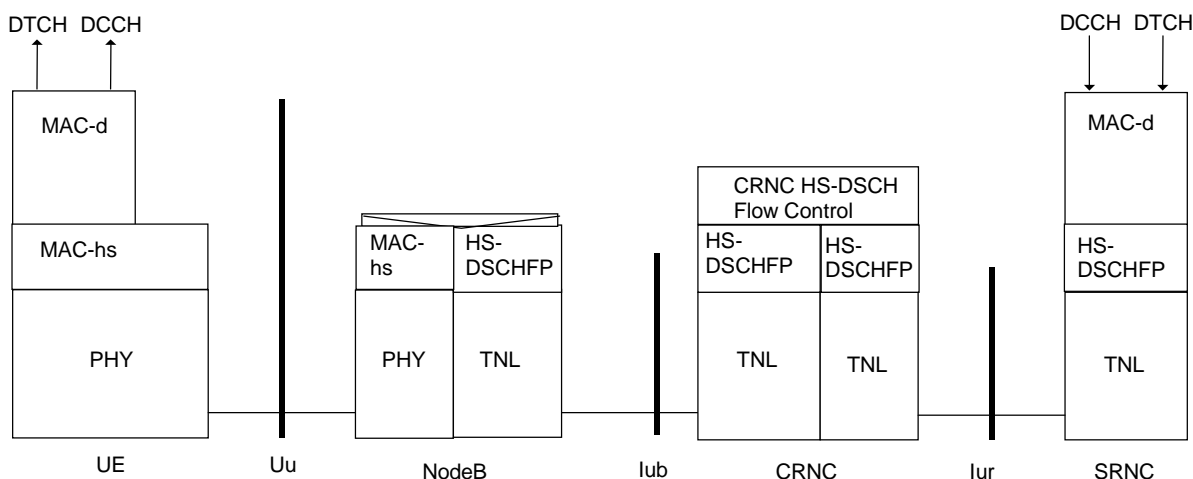 DTCH DCCH
DCCH DTCH
MAC-d
MAC-d
CRNC HS-DSCH
Flow Control
MAC-hs
MAC-
hs
HS-
DSCHFP
HS-
DSCHFP
HS-
DSCHFP
HS-
DSCHFP
PHY
PHY
TNL
TNL
TNL
TNL
UE
Uu
NodeB
Iub
CRNC
Iur
SRNC